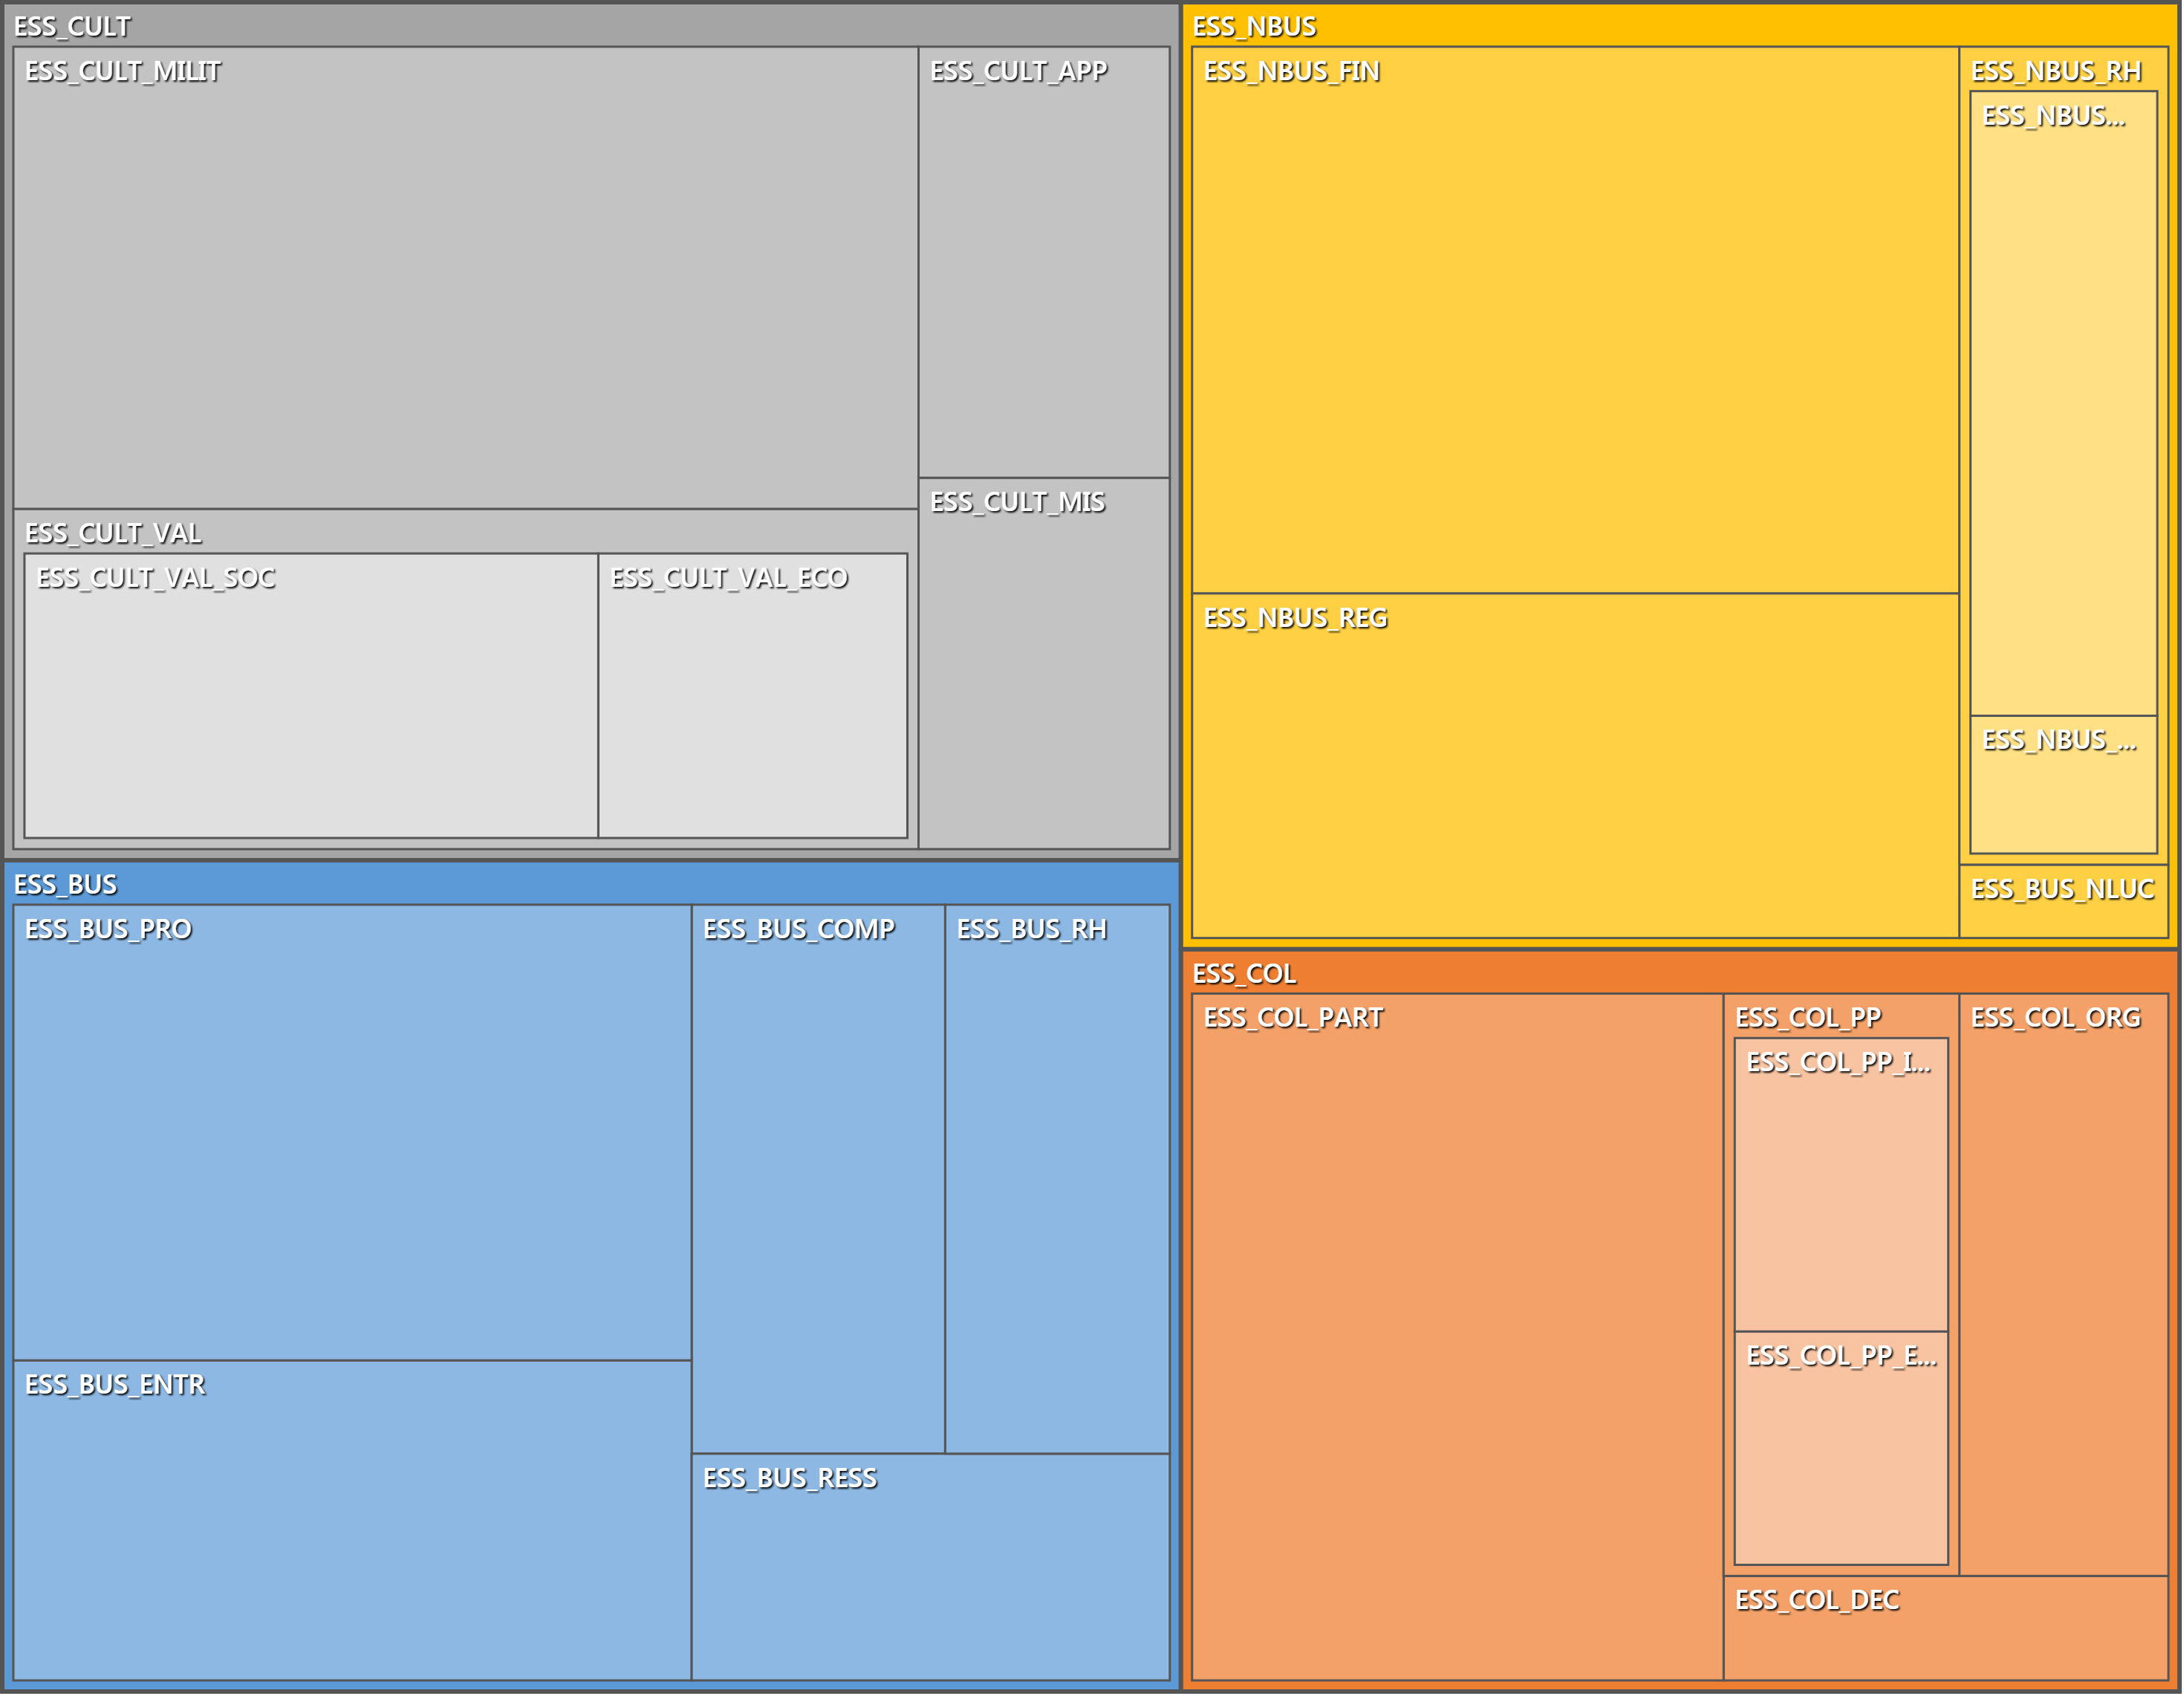 ESS_CULT
ESS_CULT_MILIT
ESS_CULT_APP
ESS_CULT_MIS
ESS_CULT_VAL
ESS_CULT_VAL_SOC
ESS_CULT_VAL_ECO
ESS_NBUS
ESS_NBUS_FIN
ESS_NBUS_RH
ESS_NBUS...
ESS_NBUS_REG
ESS_NBUS_...
ESS_BUS_NLUC
ESS_BUS
ESS_BUS_PRO
ESS_BUS_COMP
ESS_BUS_RH
ESS_BUS_ENTR
ESS_BUS_RESS
ESS_COL
ESS_COL_PART
ESS_COL_PP
ESS_COL_ORG
ESS_COL_PP_I...
ESS_COL_PP_E...
ESS_COL_DEC